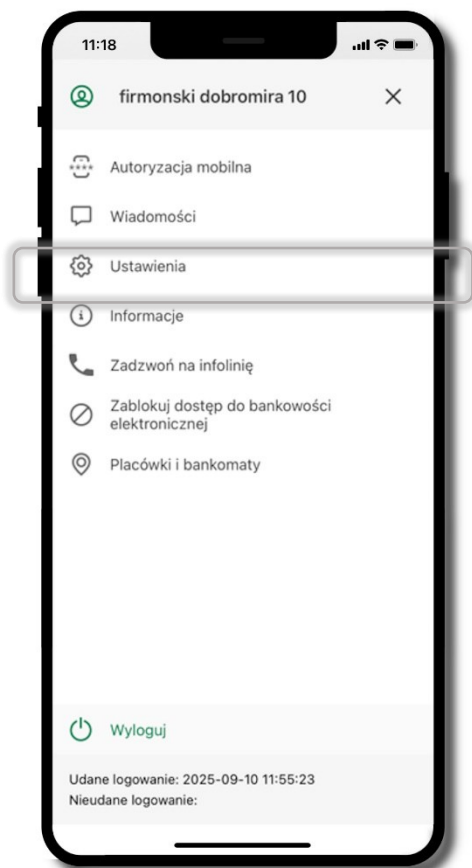 11:18
firmonski dobromira 10
Autoryzacja mobilna
Wiadomości
Ustawienia
Informacje
Zadzwoń na infolinię
Zablokuj dostęp do bankowości
elektronicznej
Placówki i bankomaty
Wyloguj
Udane logowanie: 2025-09-10 11:55:23
Nieudane logowanie: